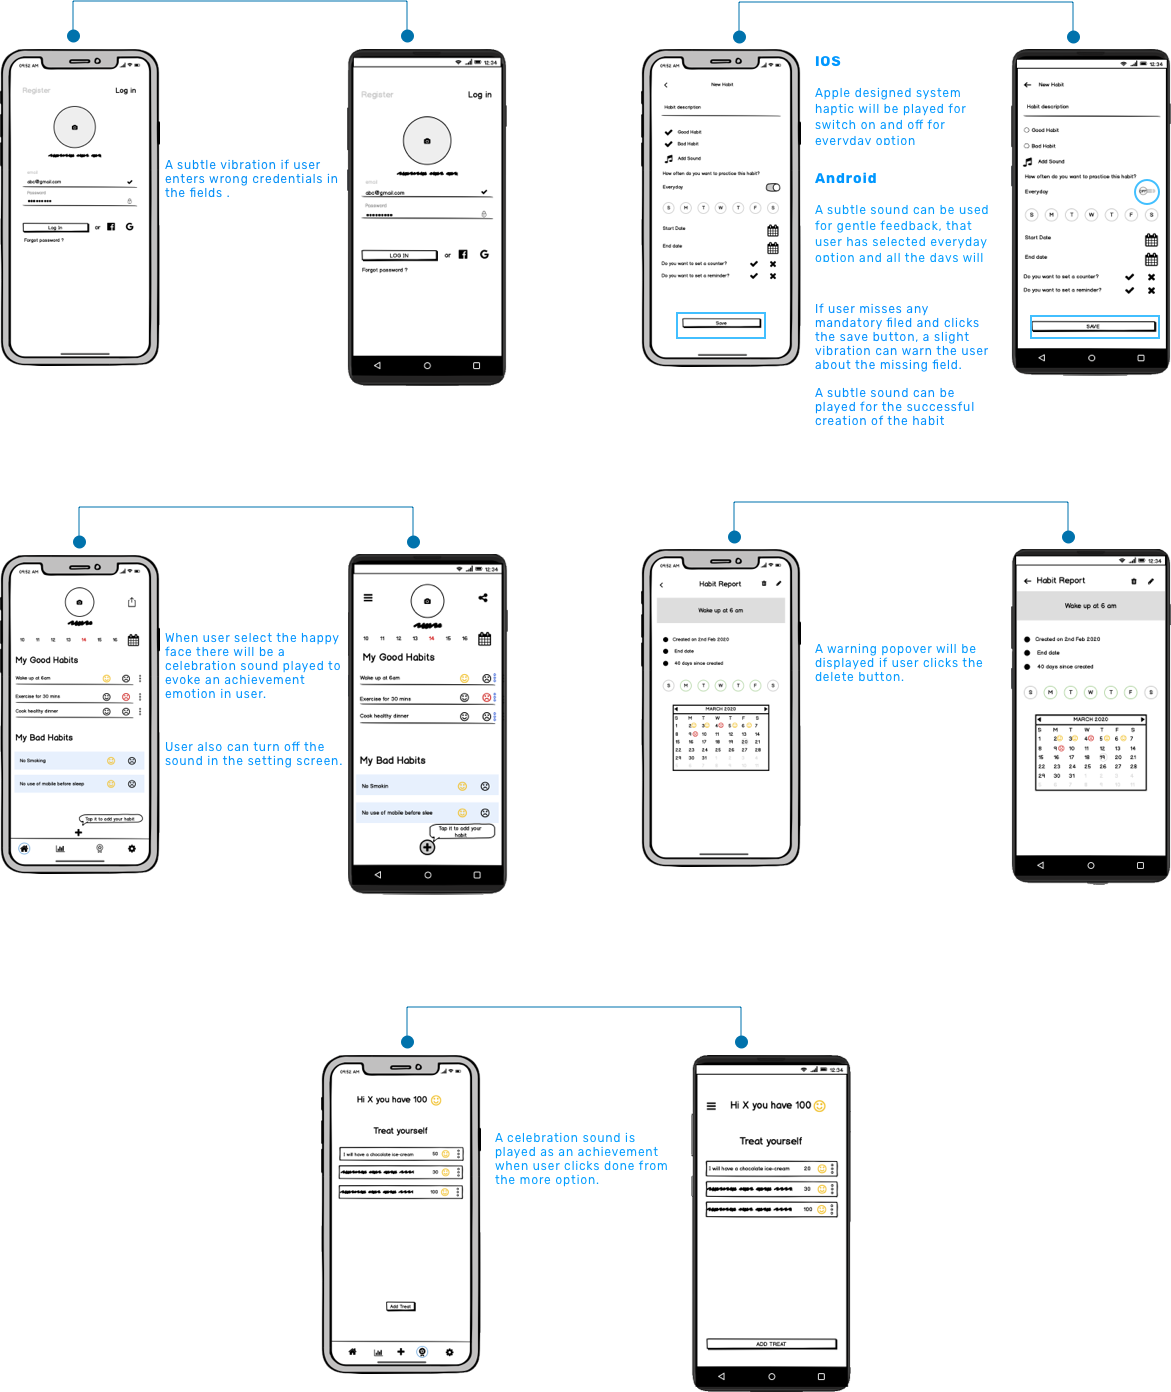 09:52 AM
Register Log in
email
abc@gmail.com
Password
Log In or
Forgot password ?
A subtle vibration if user
enters wrong credentials in
the fields .
12:34
Register Log in
email
abc@gmail.com
Password
LOG IN or
Forgot password ?
09:52 AM
New Habit
Habit description
Good Habit
Bad Habit
Add Sound
How often do you want to practice this habit?
Everyday
S M T W T F S
Start Date
End date
Do you want to set a counter?
Do you want to set a reminder?
Save
IOS
Apple designed system
haptic will be played for
switch on and off for
everyday option
Android
A subtle sound can be used
for gentle feedback, that
user has selected everyday
option and all the days will
If user misses any
mandatory filed and clicks
the save button, a slight
vibration can warn the user
about the missing field.
A subtle sound can be
played for the successful
creation of the habit
12:34
New Habit
Habit description
Good Habit
Bad Habit
Add Sound
How often do you want to practice this habit?
Everyday OFF
S M T W T F S
Start Date
End date
Do you want to set a counter?
Do you want to set a reminder?
SAVE
09:52 AM
10 11 12 13 14 15 16
My Good Habits
Wake up at 6am
Exercise for 30 mins
Cook healthy dinner
My Bad Habits
No Smoking
No use of mobile before sleep
Tap it to add your habit
When user select the happy
face there will be a
celebration sound played to
evoke an achievement
emotion in user.
User also can turn off the
sound in the setting screen.
12:34
10 11 12 13 14 15 16
My Good Habits
Wake up at 6am
Exercise for 30 mins
Cook healthy dinner
My Bad Habits
No Smokin
No use of mobile before slee
Tap it to add your
habit
09:52 AM
Habit Report
Wake up at 6 am
Created on 2nd Feb 2020
End date
40 days since created
S M T W T F S
MARCH 2020
S M T W T F S
1 2 3 4 5 6 7
8 9 10 11 12 13 14
15 16 17 18 19 20 21
22 23 24 25 26 27 28
29 30 31
A warning popover will be
displayed if user clicks the
delete button.
12:34
Habit Report
Wake up at 6 am
Created on 2nd Feb 2020
End date
40 days since created
S M T W T F S
MARCH 2020
S M T W T F S
1 2 3 4 5 6 7
8 9 10 11 12 13 14
15 16 17 18 19 20 21
22 23 24 25 26 27 28
29 30 31
09:52 AM
Hi X you have 100
Treat yourself
I will have a chocolate ice-cream 50
30
100
Add Treat
A celebration sound is
played as an achievement
when user clicks done from
the more option.
12:34
Hi X you have 100
Treat yourself
I will have a chocolate ice-cream 20
30
100
ADD TREAT